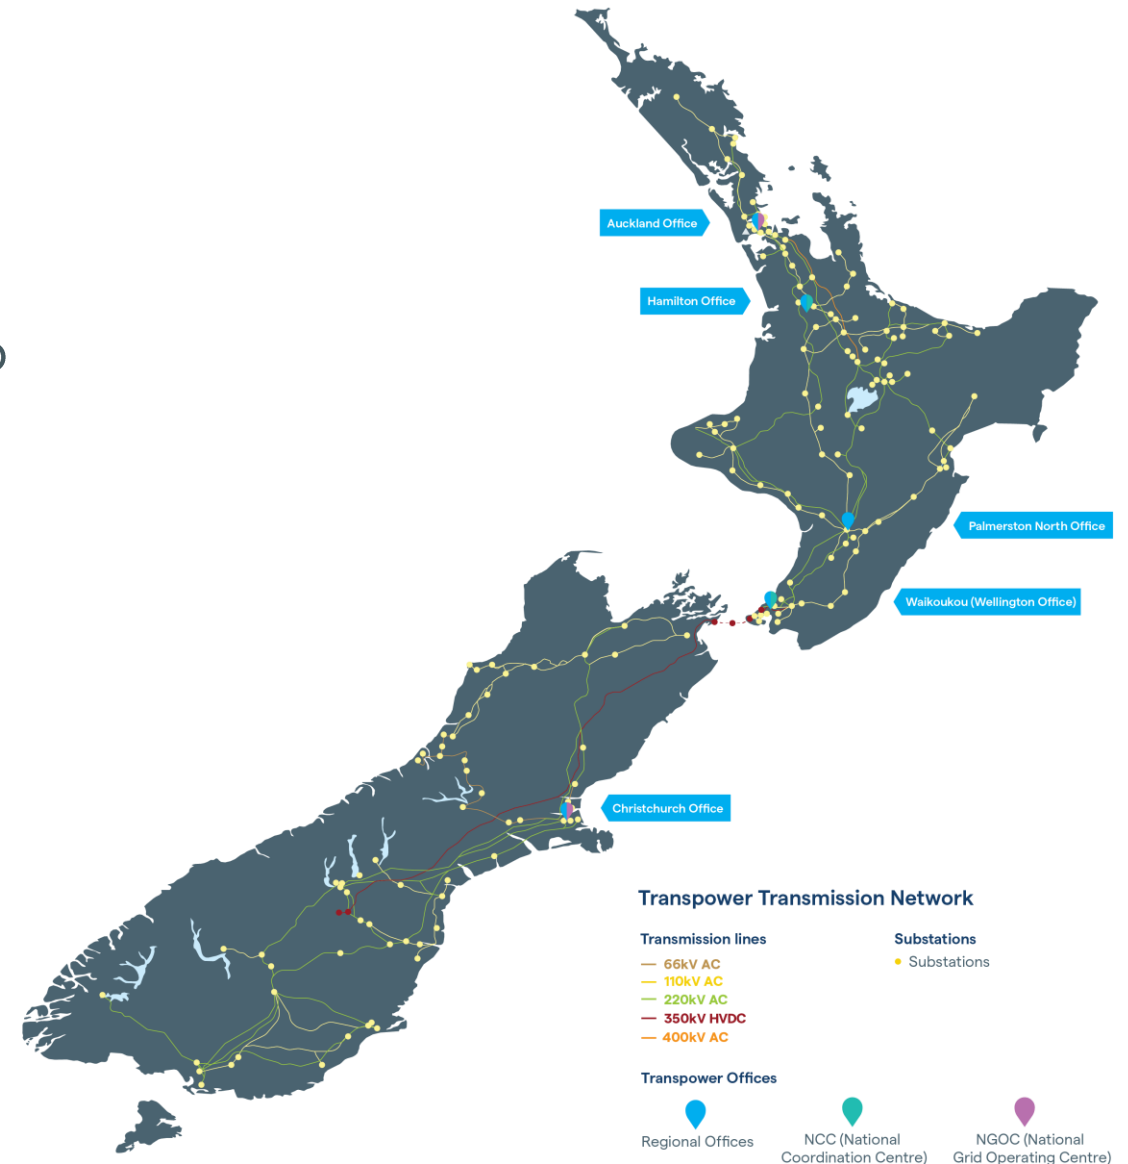 Auckland Office
Hamilton Office
Palmerston North Office
Waikoukou (Wellington Office)
Christchurch Office
Transpower Transmission Network
Transmission lines
66kV AC
110kV AC
220kV AC
350kV HVDC
400kV AC
Substations
Substations
Transpower Offices
Regional Offices
NCC (National
Coordination Centre)
NGOC (National
Grid Operating Centre)